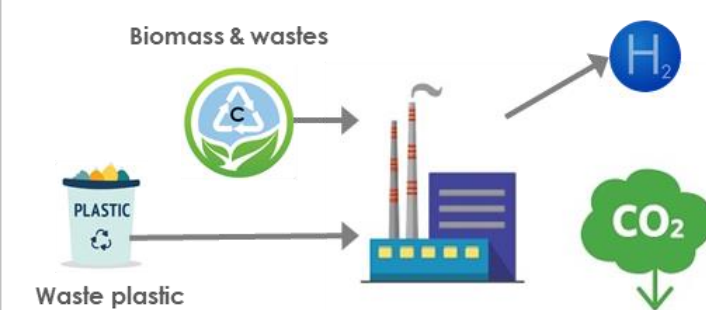 Biomass & wastes
H2
C
PLASTIC
CO2
Waste plastic